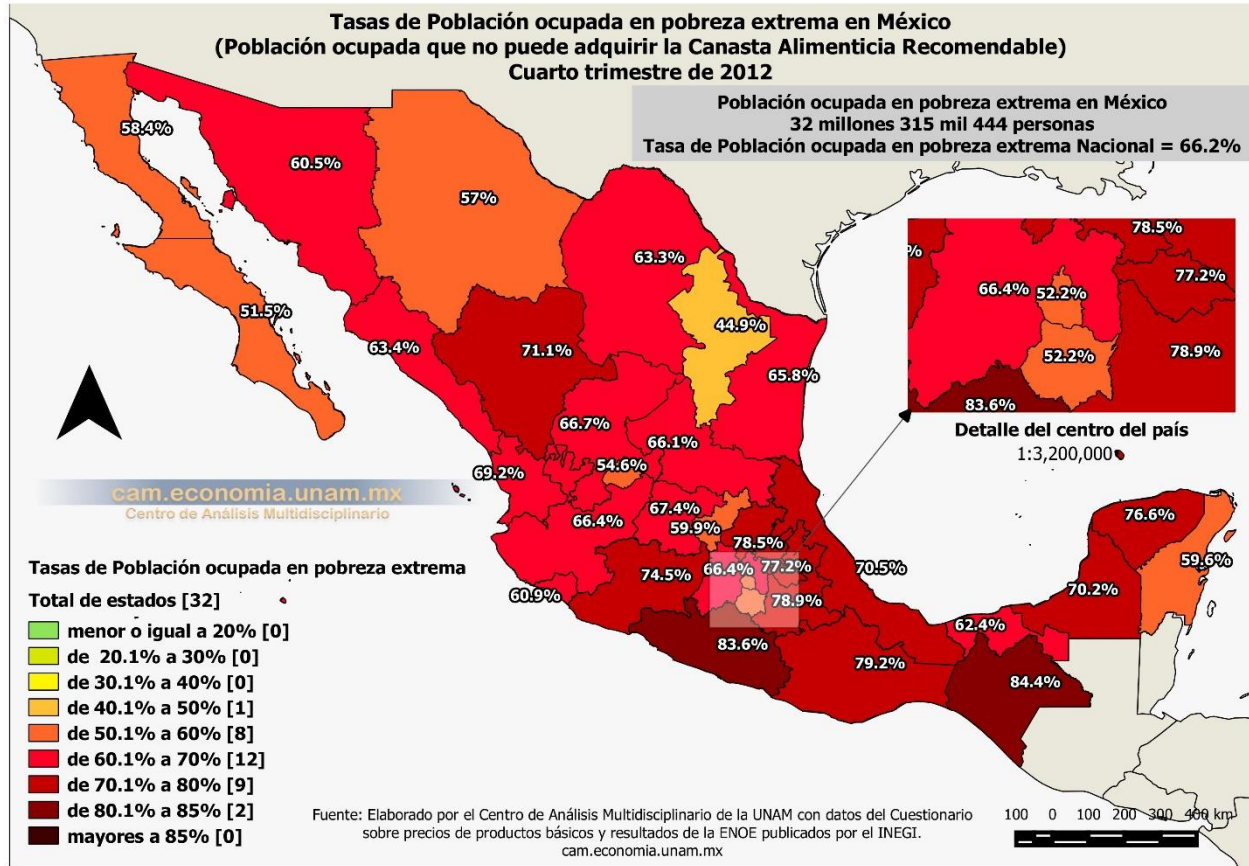 Tasas de Población ocupada en pobreza extrema en México
(Población ocupada que no puede adquirir la Canasta Alimenticia Recomendable)
Cuarto trimestre de 2012
Población ocupada en pobreza extrema en México
32 millones 315 mil 444 personas
Tasa de Población ocupada en pobreza extrema Nacional = 66.2%
58.4%
60.5%
57%
63.3%
44.9%
51.5%
63.4%
71.1%
65.8%
66.7%
66.1%
69.2%
54.6%
67.4%
66.4%
59.9%
78.5%
66.4%
77.2%
74.5%
78.9%
70.5%
60.9%
83.6%
79.2%
62.4%
84.4%
70.2%
76.6%
59.6%
78.5%
%
77.2%
66.4%
52.2%
52.2%
78.9%
83.6%
Detalle del centro del país
1:3,200,000
cam.economia.unam.mx
Centro de Análisis Multidisciplinario
Tasas de Población ocupada en pobreza extrema
Total de estados [32]
menor o igual a 20% [0]
de 20.1% a 30% [0]
de 30.1% a 40% [0]
de 40.1% a 50% [1]
de 50.1% a 60% [8]
de 60.1% a 70% [12]
de 70.1% a 80% [9]
de 80.1% a 85% [2]
mayores a 85% [0]
Fuente: Elaborado por el Centro de Análisis Multidisciplinario de la UNAM con datos del Cuestionario
sobre precios de productos básicos y resultados de la ENOE publicados por el INEGI.
cam.economia.unam.mx
100 0 100 200 300 400 km